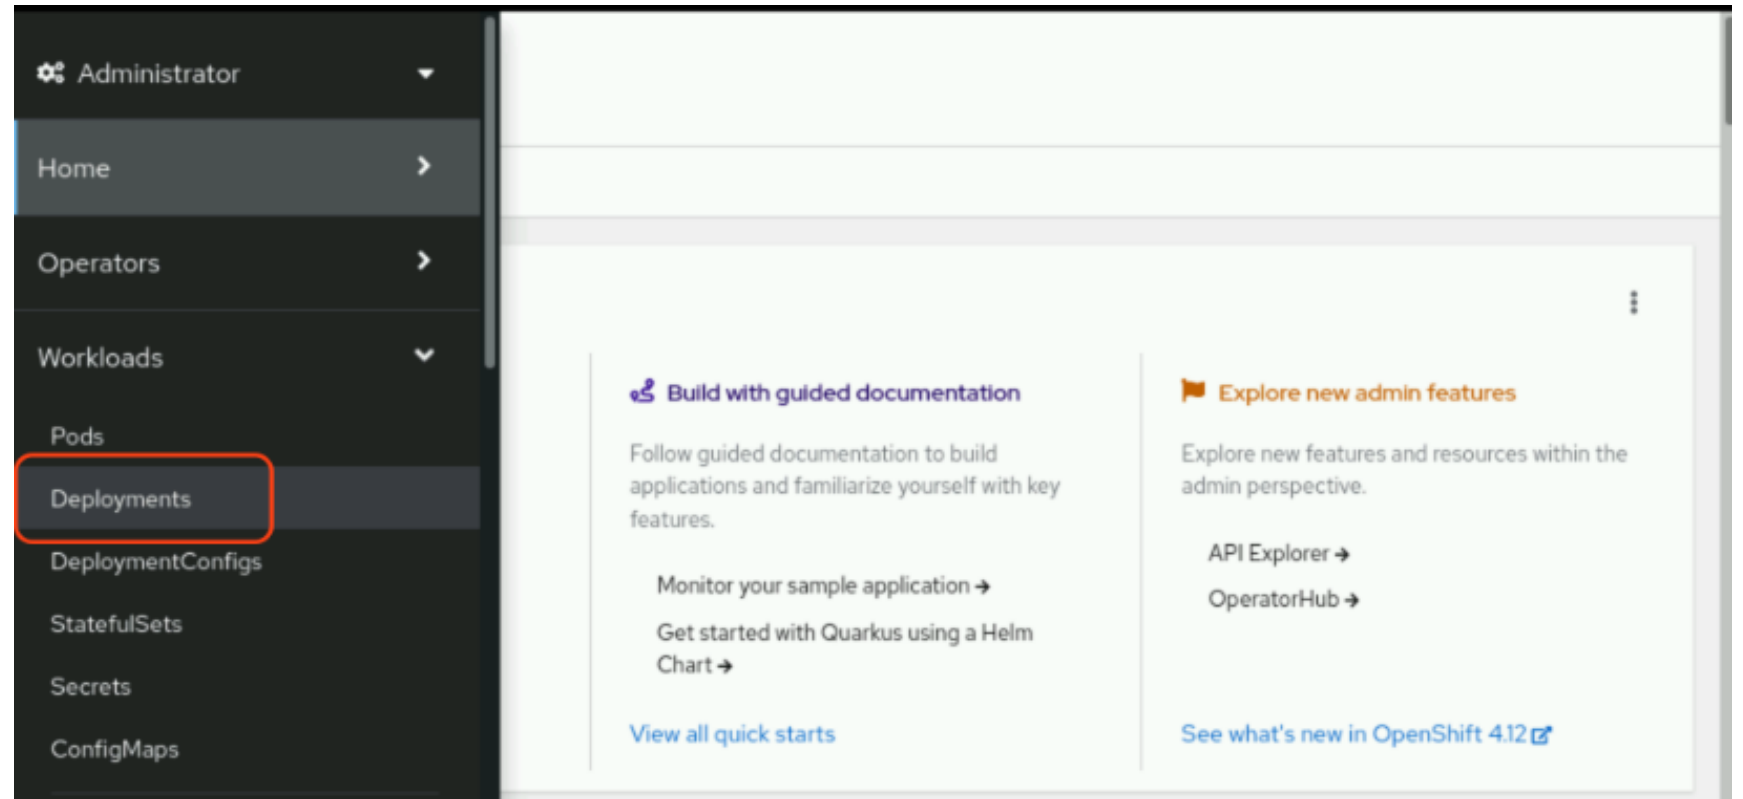 Administrator
Home
Operators
Workloads
Pods
Deployments
DeploymentConfigs
StatefulSets
Secrets
ConfigMaps
Build with guided documentation
Follow guided documentation to build
applications and familiarize yourself with key
features.
Monitor your sample application
Get started with Quarkus using a Helm
Chart
View all quick starts
Explore new admin features
Explore new features and resources within the
admin perspective.
API Explorer
OperatorHub
See what's new in OpenShift 4.12